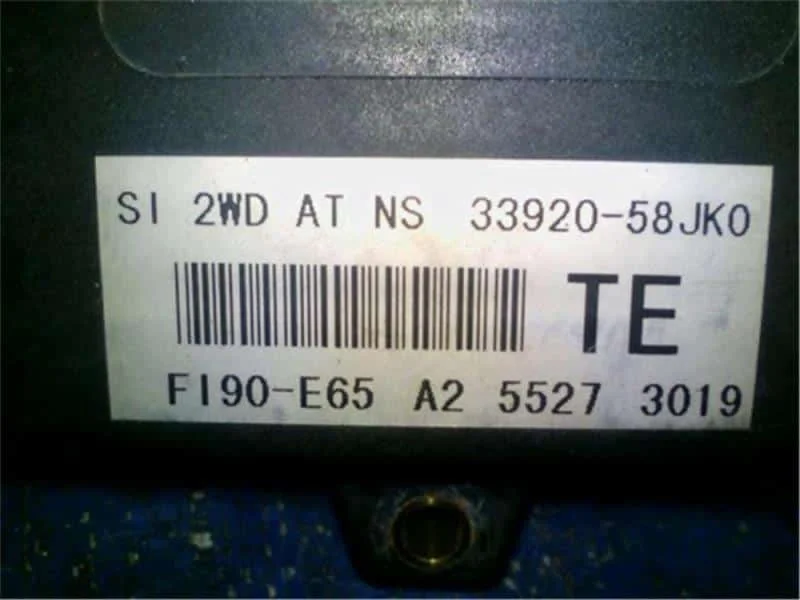 SI 2WD AT NS 33920-58JK0
TE
FI90-E65 A2 5527 3019